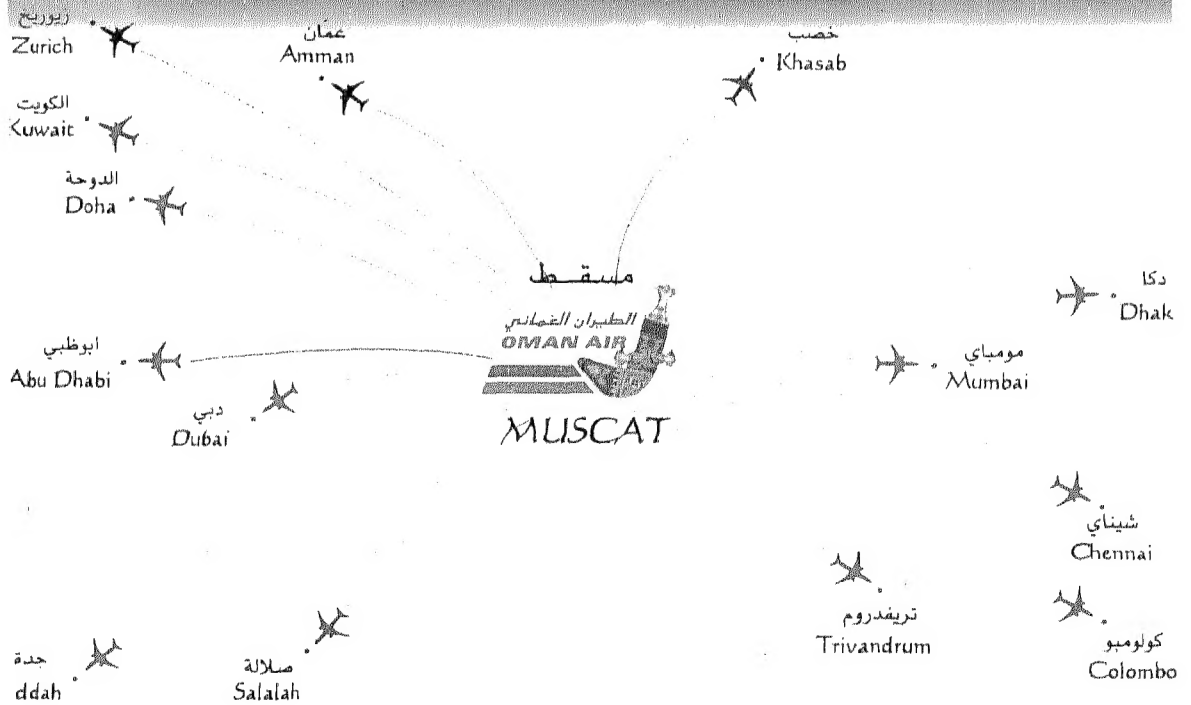 زيوريخ
Zurich
عمّان
Amman
خصب
Khasab
الكويت
Kuwait
الدوحة
Doha
مسقط
الطيران العماني
OMAN AIR
MUSCAT
دكا
Dhak
ابوظبي
Abu Dhabi
مومباي
Mumbai
دبي
Dubai
شيناي
Chennai
تريفدروم
Trivandrum
كولومبو
Colombo
جدة
ddah
صلالة
Salalah